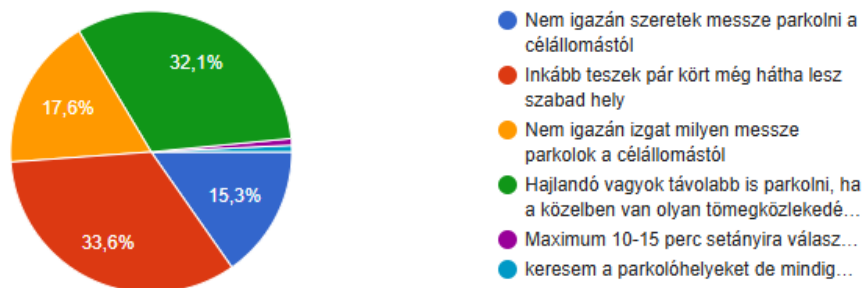 32,1%
17,6%
15,3%
33,6%
Nem igazán szeretek messze parkolni a
célállomástól
Inkább teszek pár kört még hátha lesz
szabad hely
Nem igazán izgat milyen messze
parkolok a célállomástól
Hajlandó vagyok távolabb is parkolni, ha
a közelben van olyan tömegközlekedé…
Maximum 10-15 perc sétányira válasz…
keresem a parkolóhelyeket de mindig…